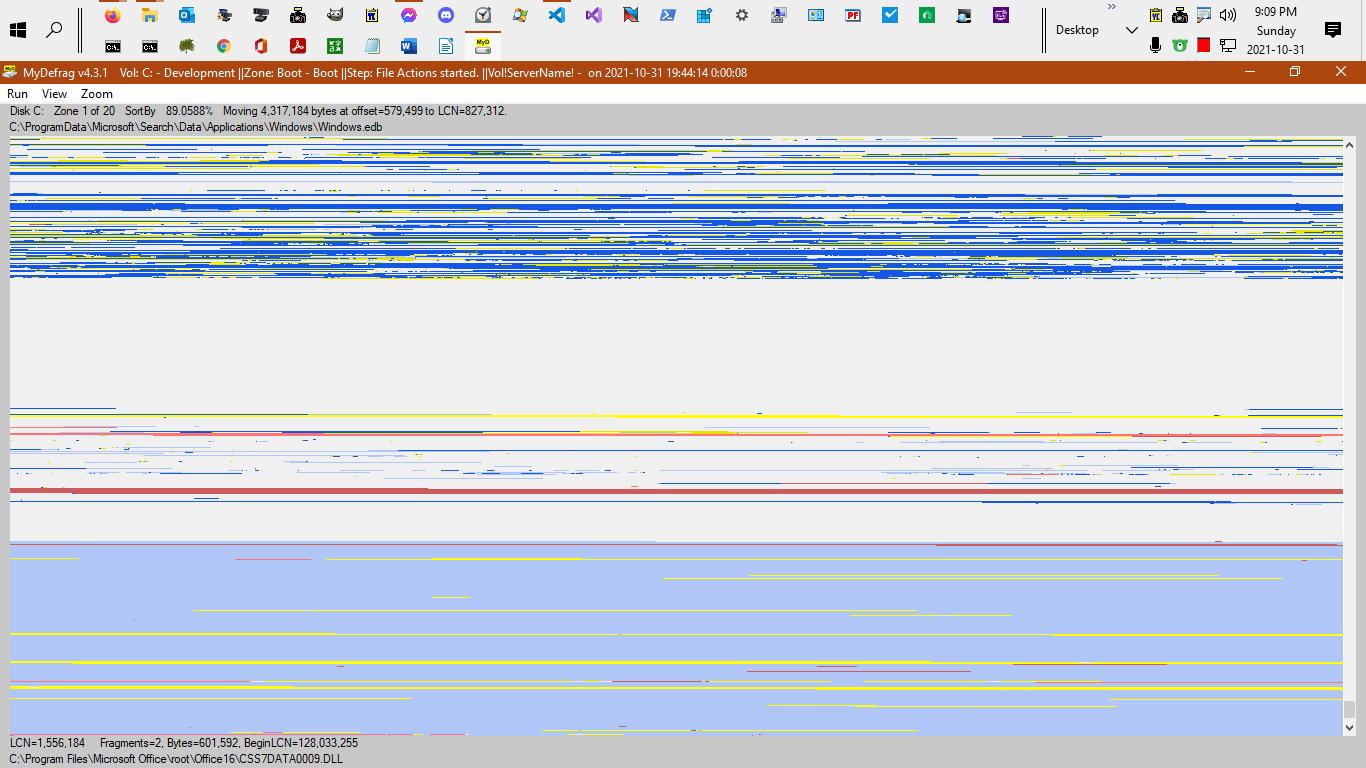 9:09 PM
Desktop
Sunday
2021-10-31
C:\.
C:\.
MyD
MyDefrag v4.3.1 Vol: C: - Development ||Zone: Boot - Boot ||Step: File Actions started. ||Vol!ServerName! - on 2021-10-31 19:44:14 0:00:08
Run View Zoom
Disk C: Zone 1 of 20 SortBy 89.0588% Moving 4,317,184 bytes at offset=579,499 to LCN=827,312.
C:\ProgramData\Microsoft\Search\Data\Applications\Windows\Windows.edb
LCN=1,556,184 Fragments=2, Bytes=601,592, BeginLCN=128,033,255
C:\Program Files\Microsoft Office\root\Office16\CSS7DATA0009.DLL